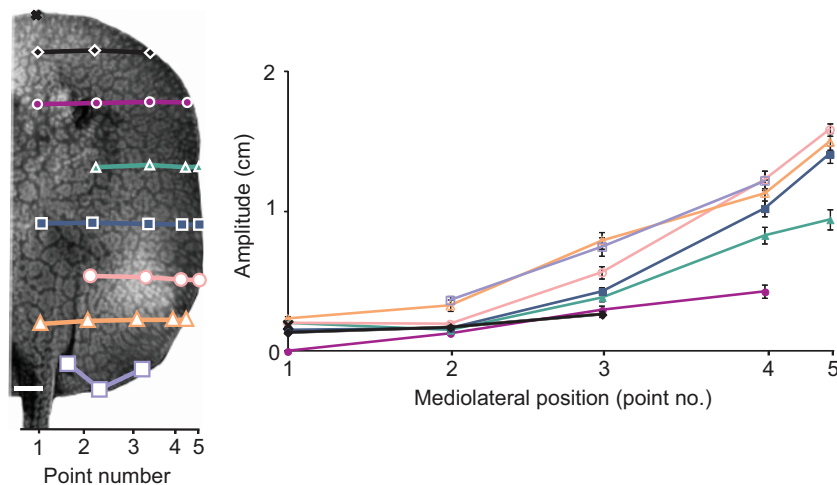 1 2 3 4 5
Point number
2
1
0
Amplitude (cm)
1 2 3 4 5
Mediolateral position (point no.)